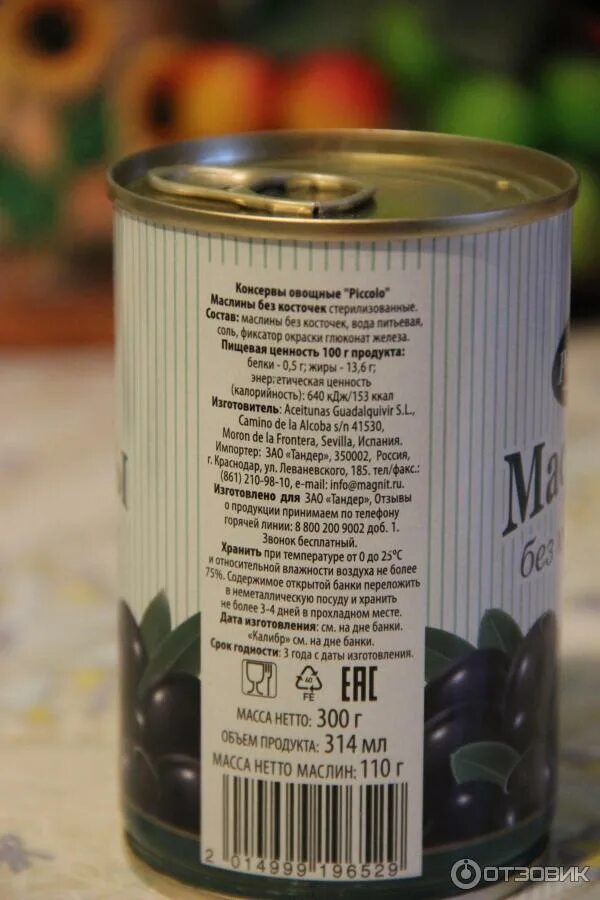 Консервы овощные "Piccolo"
Маслины без косточек стерилизованные.
Состав: маслины без косточек, вода питьевая,
соль, фиксатор окраски глюконат железа.
Пищевая ценность 100 г продукта:
белки - 0,5 г; жиры - 13,6 г;
энергетическая ценность
(калорийность): 640 кДж/153 ккал
Изготовитель: Aceitunas Guadalquivir S.L.,
Camino de la Alcoba s/n 41530,
Moron de la Frontera, Sevilla, Испания.
Импортер: ЗАО «Тандер», 350002, Россия,
г. Краснодар, ул. Леваневского, 185. тел/факс.:
(861) 210-98-10, e-mail: info@magnit.ru
Изготовлено для ЗАО «Тандер», Отзывы
о продукции принимаем по телефону
горячей линии: 8 800 200 9002 доб. 1.
Звонок бесплатный.
Хранить при температуре от 0 до 25°С
и относительной влажности воздуха не более
75%. Содержимое открытой банки переложить
в неметаллическую посуду и хранить
не более 3-4 дней в прохладном месте.
Дата изготовления: см. на дне банки.
«Калибр» см. на дне банки.
Срок годности: 3 года с даты изготовления.
40
FE
EAC
МАССА НЕТТО: 300 г
ОБЪЕМ ПРОДУКТА: 314 мл
МАССА НЕТТО МАСЛИН: 110 г
2 014999 196529
Мас
без
ОТЗОВИК